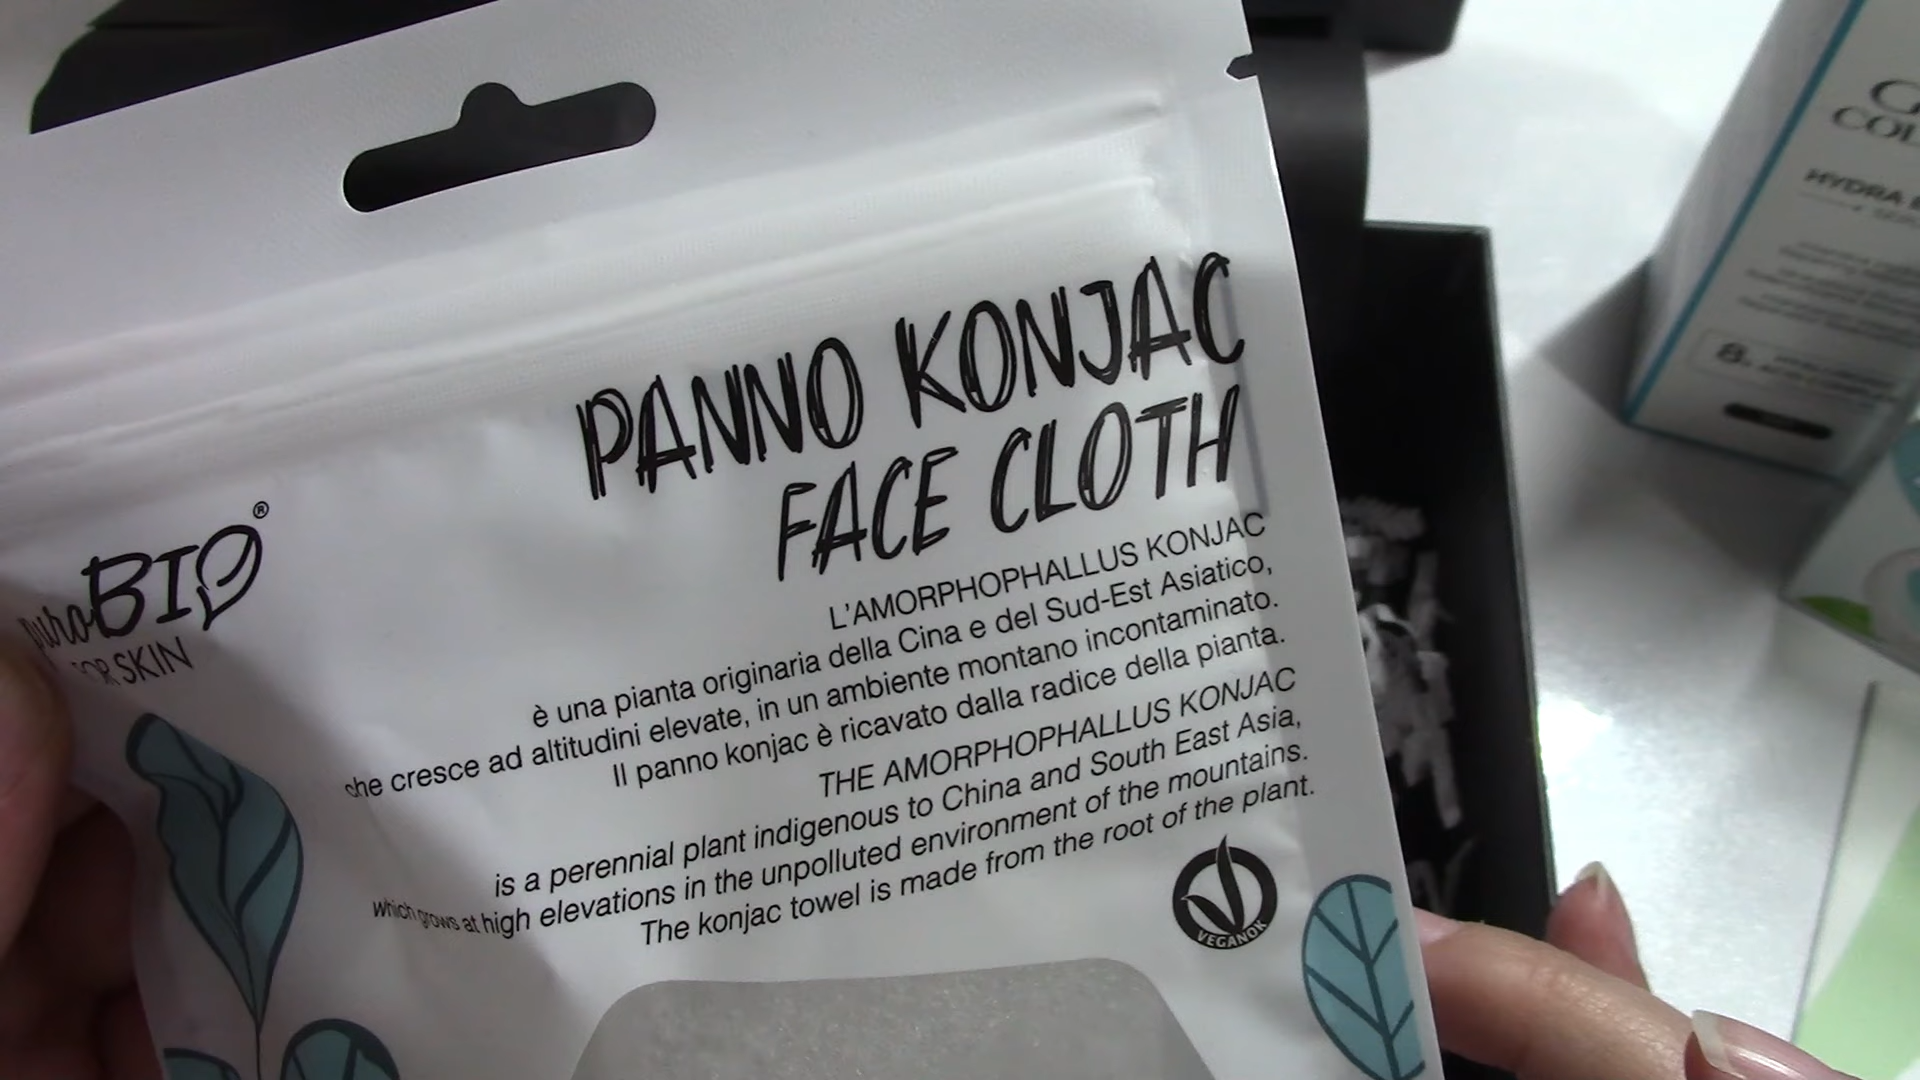 PANNO KONJAC
FACE CLOTH
puroBIO®
FOR SKIN
L'AMORPHOPHALLUS KONJAC
è una pianta originaria della Cina e del Sud-Est Asiatico,
che cresce ad altitudini elevate, in un ambiente montano incontaminato.
Il panno konjac è ricavato dalla radice della pianta.
THE AMORPHOPHALLUS KONJAC
is a perennial plant indigenous to China and South East Asia,
which grows at high elevations in the unpolluted environment of the mountains.
The konjac towel is made from the root of the plant.
VEGANOK
HYDRA